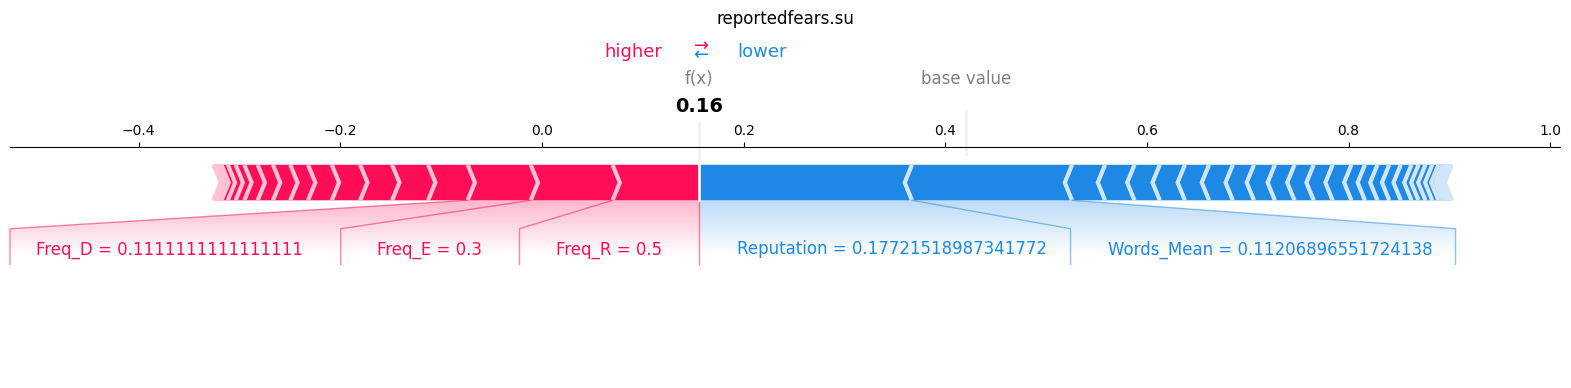 reportedfears.su
higher ⇄ lower
f(x) base value
0.16
−0.4 −0.2 0.0 0.2 0.4 0.6 0.8 1.0
Freq_D = 0.1111111111111111 Freq_E = 0.3 Freq_R = 0.5 Reputation = 0.17721518987341772 Words_Mean = 0.11206896551724138